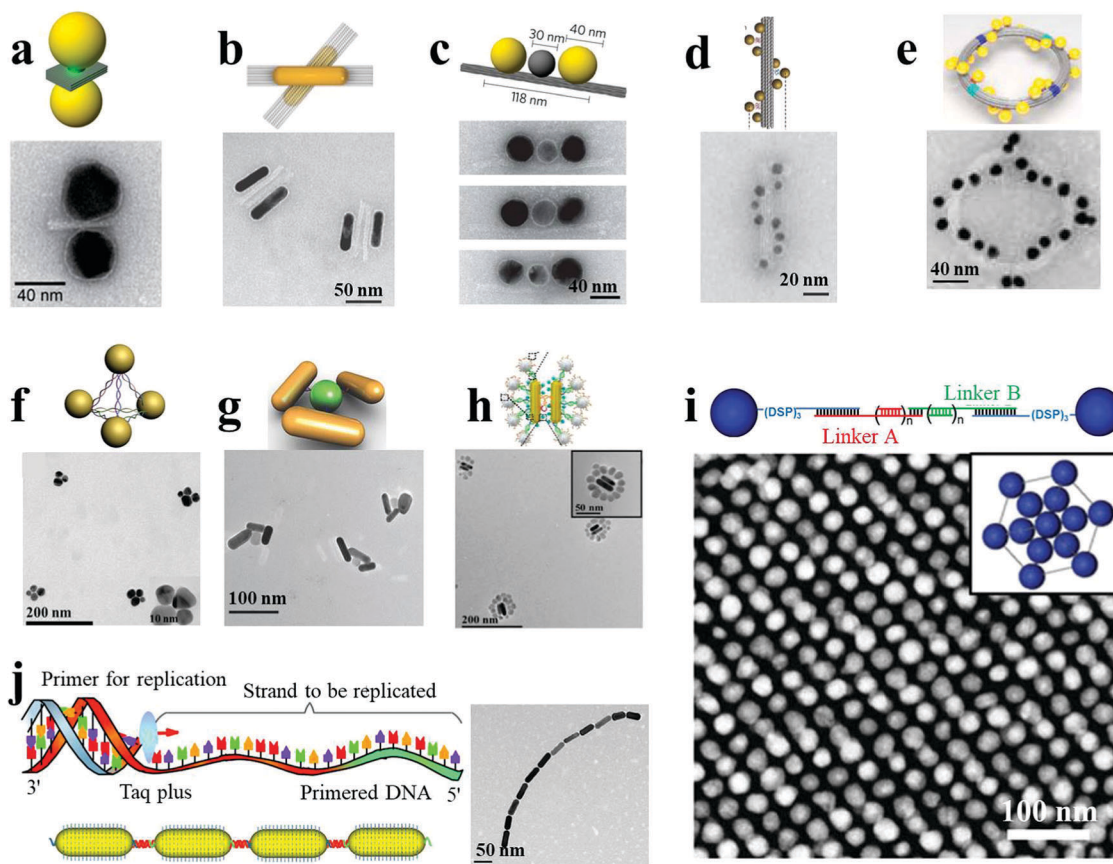 a
40 nm
b
50 nm
c
30 nm
40 nm
118 nm
40 nm
d
20 nm
e
40 nm
f
200 nm
10 nm
g
100 nm
h
50 nm
200 nm
i
Linker B
(DSP)₃
( )n ( )n
(DSP)₃
Linker A
100 nm
j
Primer for replication
Strand to be replicated
3'
Taq plus
Primered DNA
5'
50 nm